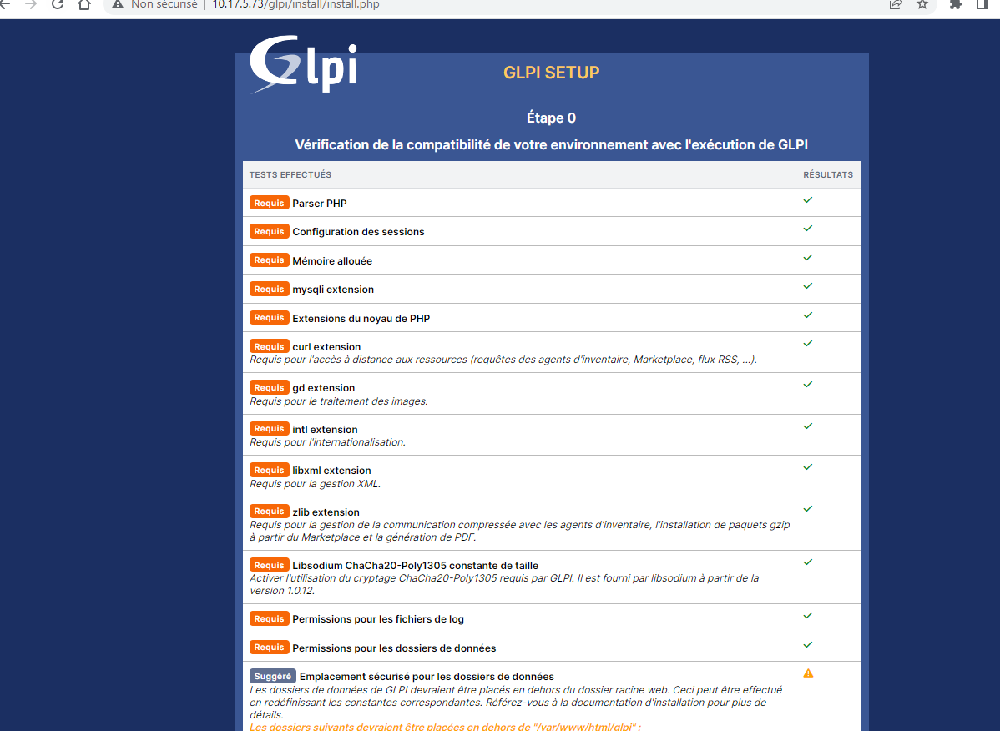 Non sécurisé | 10.17.5.73/glpi/install/install.php
Glpi
GLPI SETUP
Étape 0
Vérification de la compatibilité de votre environnement avec l'exécution de GLPI
TESTS EFFECTUÉS RÉSULTATS
Requis Parser PHP
Requis Configuration des sessions
Requis Mémoire allouée
Requis mysqli extension
Requis Extensions du noyau de PHP
Requis curl extension
Requis pour l'accès à distance aux ressources (requêtes des agents d'inventaire, Marketplace, flux RSS, ...).
Requis gd extension
Requis pour le traitement des images.
Requis intl extension
Requis pour l'internationalisation.
Requis libxml extension
Requis pour la gestion XML.
Requis zlib extension
Requis pour la gestion de la communication compressée avec les agents d'inventaire, l'installation de paquets gzip
à partir du Marketplace et la génération de PDF.
Requis Libsodium ChaCha20-Poly1305 constante de taille
Activer l'utilisation du cryptage ChaCha20-Poly1305 requis par GLPI. Il est fourni par libsodium à partir de la
version 1.0.12.
Requis Permissions pour les fichiers de log
Requis Permissions pour les dossiers de données
Suggéré Emplacement sécurisé pour les dossiers de données
Les dossiers de données de GLPI devraient être placés en dehors du dossier racine web. Ceci peut être effectué
en redéfinissant les constantes correspondantes. Référez-vous à la documentation d'installation pour plus de
détails.
Les dossiers suivants devraient être placées en dehors de "/var/www/html/glpi" :